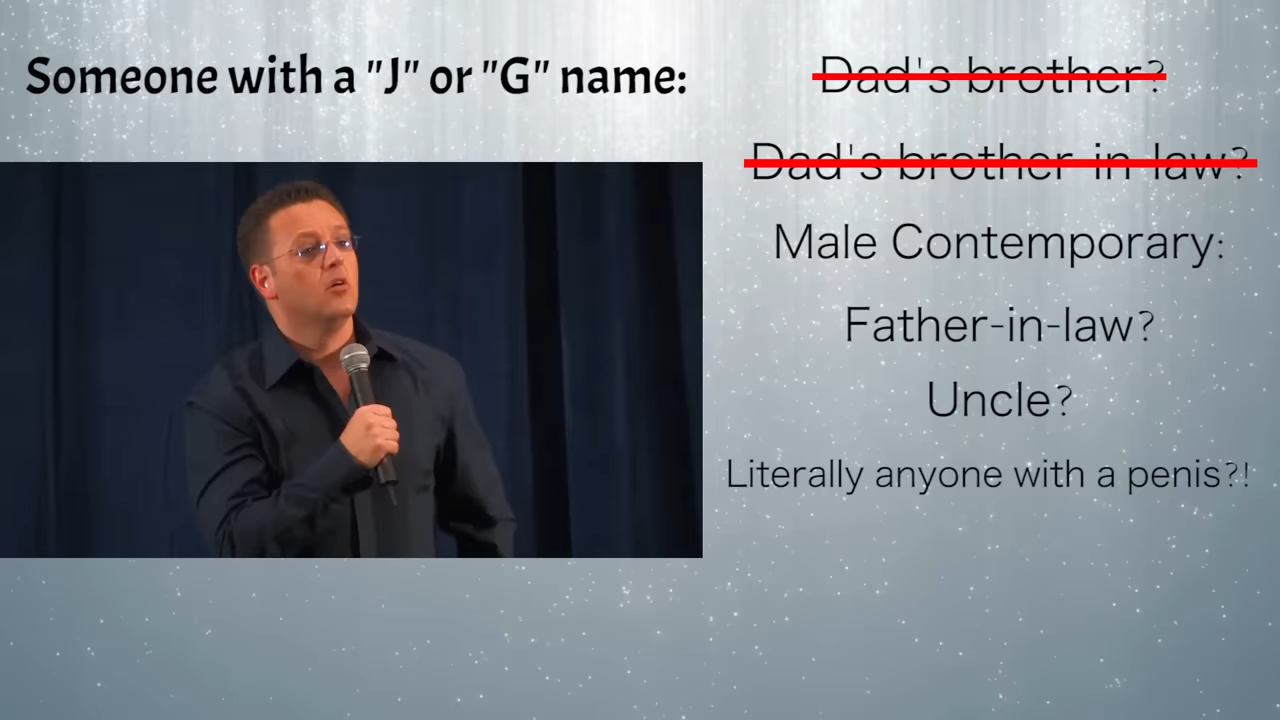 Someone with a "J" or "G" name:
Dad's brother?
Dad's brother-in-law?
Male Contemporary:
Father-in-law?
Uncle?
Literally anyone with a penis?!